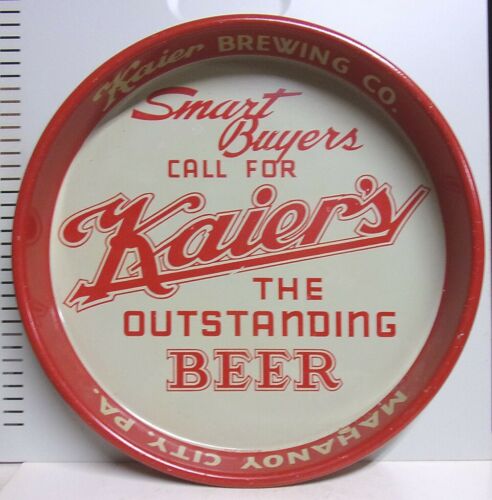 Kaier BREWING CO.
Smart
Buyers
CALL FOR
Kaier's
THE
OUTSTANDING
BEER
MAHANOY CITY, PA.